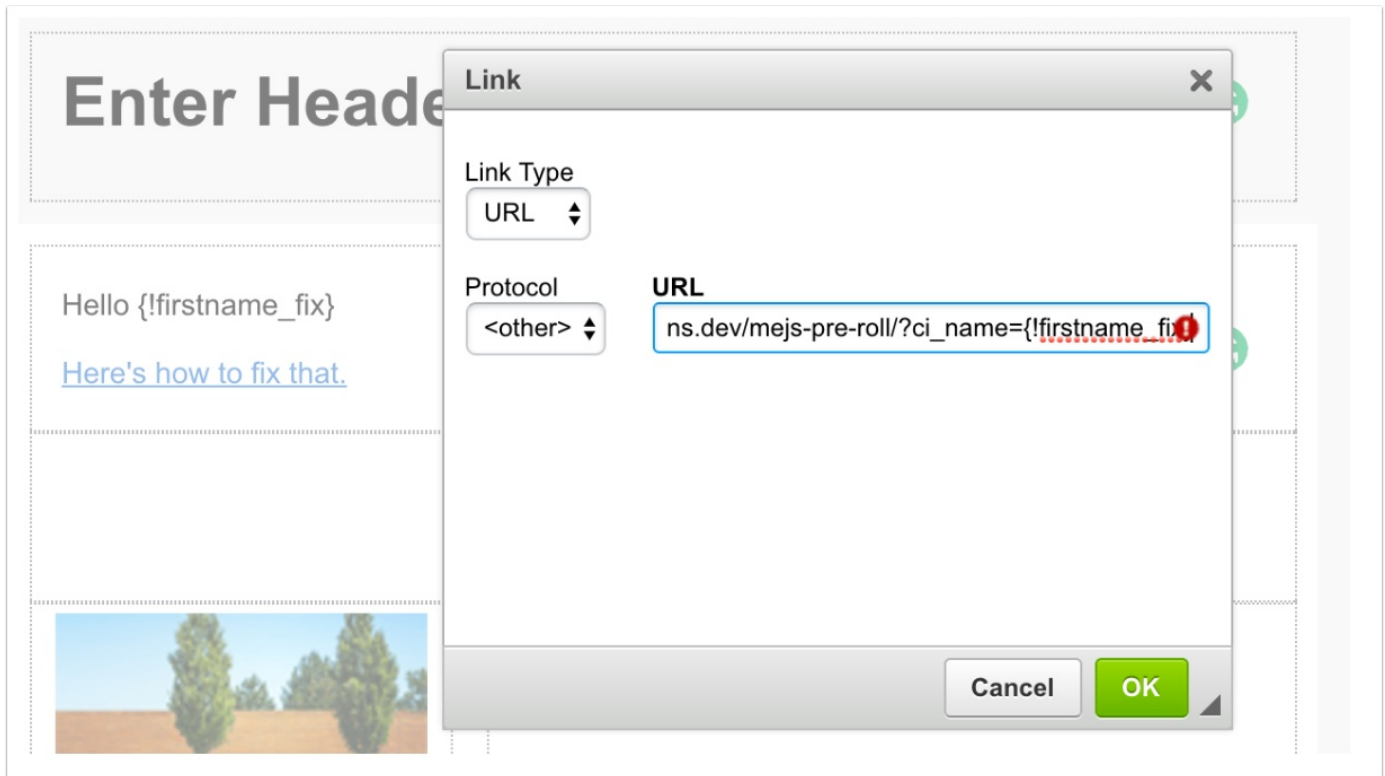 Enter Heade
Link
Link Type
URL
Protocol
URL
<other>
ns.dev/mejs-pre-roll/?ci_name={!firstname_fix
Hello {!firstname_fix}
Here's how to fix that.
Cancel
OK